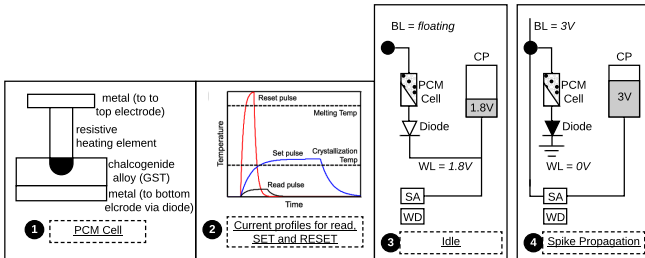 metal (to to
top electrode)
resistive
heating element
chalcogenide
alloy (GST)
metal (to bottom
elcrode via diode)
1
PCM Cell
Temperature
Reset pulse
Melting Temp
Set pulse
Crystallization
Temp
Read pulse
Time
2
Current profiles for read,
SET and RESET
BL = floating
CP
PCM
Cell
1.8V
Diode
WL = 1.8V
SA
WD
3
Idle
BL = 3V
CP
PCM
Cell
3V
Diode
WL = 0V
SA
WD
4
Spike Propagation